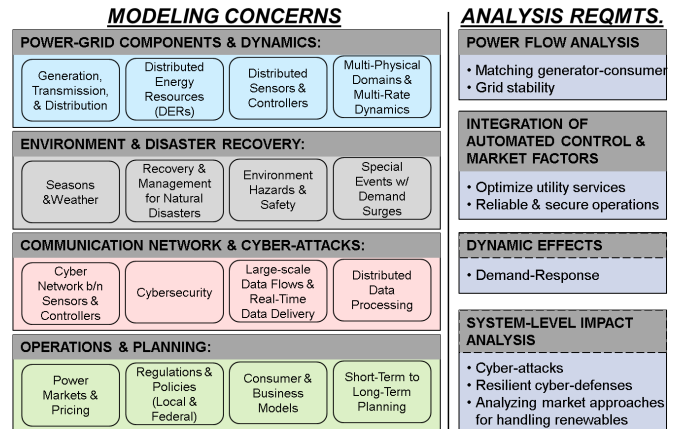 MODELING CONCERNS
POWER-GRID COMPONENTS & DYNAMICS:
Generation,
Transmission,
& Distribution
Distributed
Energy
Resources
(DERs)
Distributed
Sensors &
Controllers
Multi-Physical
Domains &
Multi-Rate
Dynamics
ENVIRONMENT & DISASTER RECOVERY:
Seasons
&Weather
Recovery &
Management
for Natural
Disasters
Environment
Hazards &
Safety
Special
Events w/
Demand
Surges
COMMUNICATION NETWORK & CYBER-ATTACKS:
Cyber
Network b/n
Sensors &
Controllers
Cybersecurity
Large-scale
Data Flows &
Real-Time
Data Delivery
Distributed
Data
Processing
OPERATIONS & PLANNING:
Power
Markets &
Pricing
Regulations &
Policies
(Local &
Federal)
Consumer &
Business
Models
Short-Term to
Long-Term
Planning
ANALYSIS REQMTS.
POWER FLOW ANALYSIS
• Matching generator-consumer
• Grid stability
INTEGRATION OF
AUTOMATED CONTROL &
MARKET FACTORS
• Optimize utility services
• Reliable & secure operations
DYNAMIC EFFECTS
• Demand-Response
SYSTEM-LEVEL IMPACT
ANALYSIS
• Cyber-attacks
• Resilient cyber-defenses
• Analyzing market approaches
for handling renewables